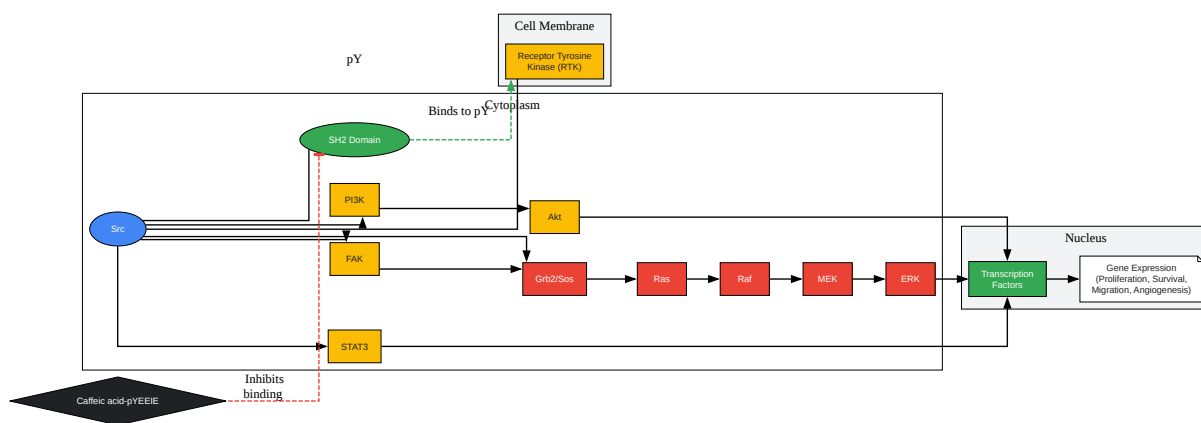 Cell Membrane
Receptor Tyrosine
Kinase (RTK)
pY
Cytoplasm
Binds to pY
SH2 Domain
PI3K
Akt
Src
FAK
Grb2/Sos
Ras
Raf
MEK
ERK
Nucleus
Transcription
Factors
Gene Expression
(Proliferation, Survival,
Migration, Angiogenesis)
STAT3
Inhibits
binding
Caffeic acid-pYEEIE